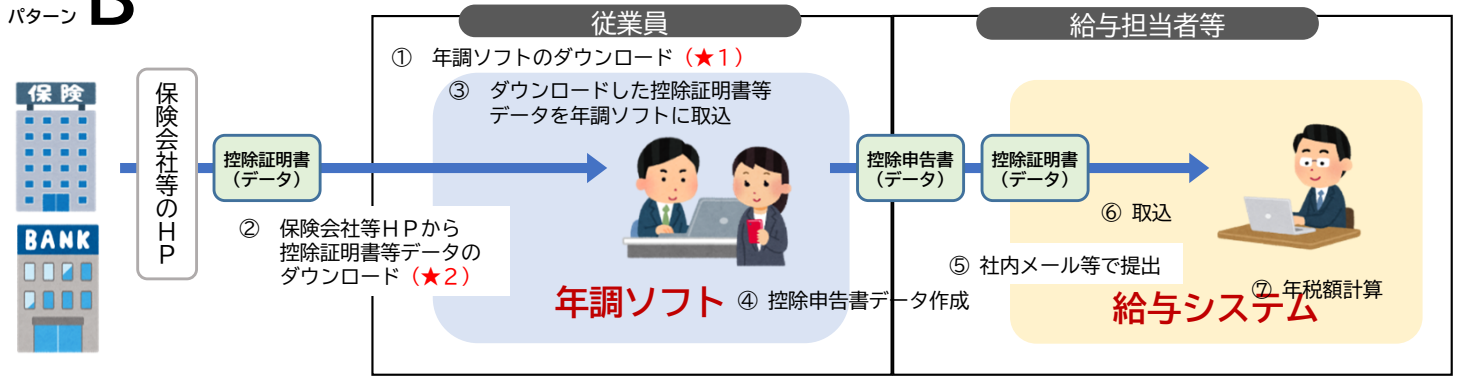 パターン B
従業員
給与担当者等
① 年調ソフトのダウンロード（★１）
保険
保険会社等のＨＰ
③ ダウンロードした控除証明書等
データを年調ソフトに取込
控除証明書
（データ）
控除申告書
（データ）
控除証明書
（データ）
② 保険会社等ＨＰから
控除証明書等データの
ダウンロード（★２）
BANK
⑥ 取込
⑤ 社内メール等で提出
年調ソフト
④ 控除申告書データ作成
⑦ 年税額計算
給与システム